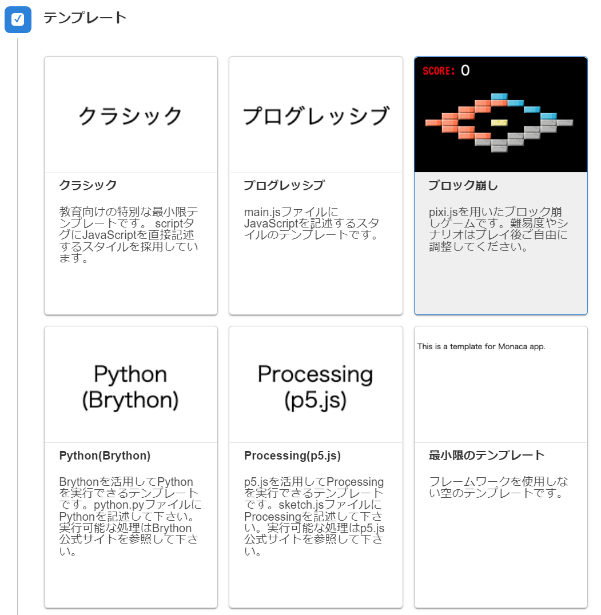 テンプレート
クラシック
クラシック
教育向けの特別な最小限テ
ンプレートです。 scriptタ
グにJavaScriptを直接記述
するスタイルを採用してい
ます。
プログレッシブ
プログレッシブ
main.jsファイルに
JavaScriptを記述するスタ
イルのテンプレートです。
SCORE: 0
ブロック崩し
pixi.jsを用いたブロック崩
しゲームです。難易度やシ
ナリオはプレイ後ご自由に
調整してください。
Python
(Brython)
Python(Brython)
Brythonを活用してPython
を実行できるテンプレート
です。python.pyファイルに
Pythonを記述して下さい。
実行可能な処理はBrython
公式サイトを参照して下さ
い。
Processing
(p5.js)
Processing(p5.js)
p5.jsを活用してProcessing
を実行できるテンプレート
です。sketch.jsファイルに
Processingを記述して下さ
い。実行可能な処理はp5.js
公式サイトを参照して下さ
い。
This is a template for Monaca app.
最小限のテンプレート
フレームワークを使用しな
い空のテンプレートです。